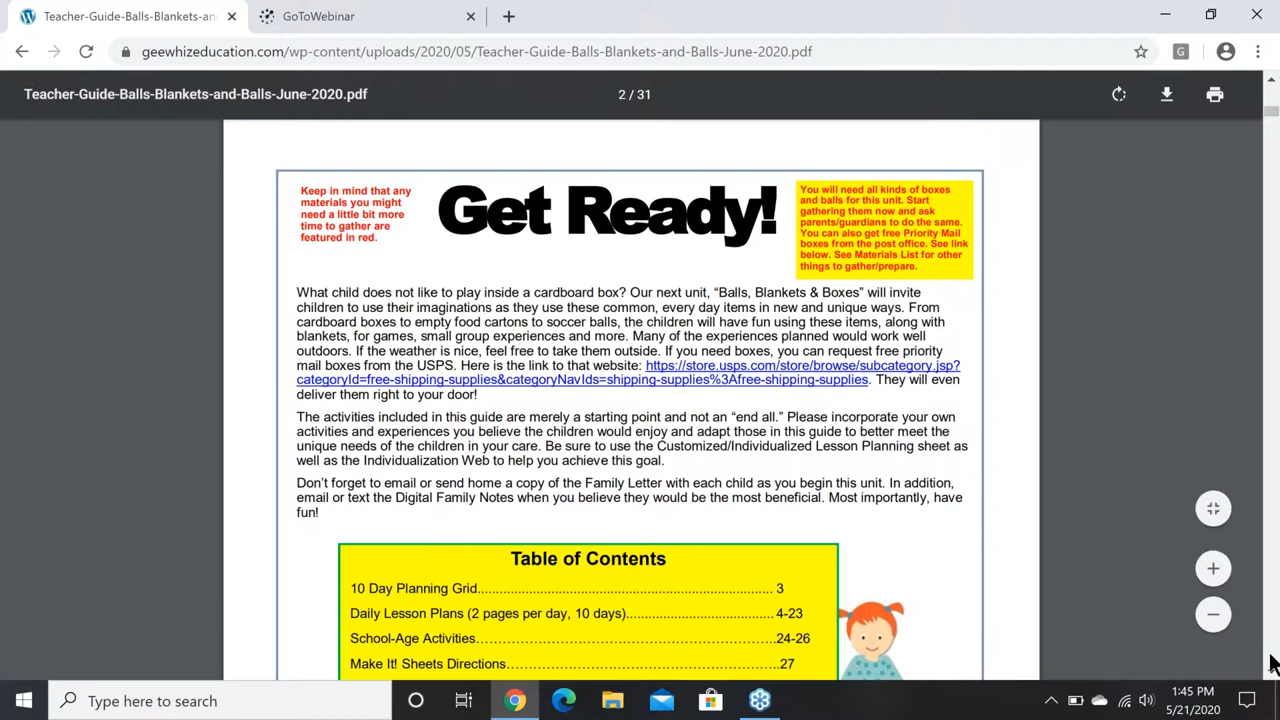 Teacher-Guide-Balls-Blankets-and-
GoToWebinar
geewhizeducation.com/wp-content/uploads/2020/05/Teacher-Guide-Balls-Blankets-and-Balls-June-2020.pdf
G
Teacher-Guide-Balls-Blankets-and-Balls-June-2020.pdf
2 / 31
Keep in mind that any
materials you might
need a little bit more
time to gather are
featured in red.
Get Ready!
You will need all kinds of boxes
and balls for this unit. Start
gathering them now and ask
parents/guardians to do the same.
You can also get free Priority Mail
boxes from the post office. See link
below. See Materials List for other
things to gather/prepare.
What child does not like to play inside a cardboard box? Our next unit, “Balls, Blankets & Boxes” will invite
children to use their imaginations as they use these common, every day items in new and unique ways. From
cardboard boxes to empty food cartons to soccer balls, the children will have fun using these items, along with
blankets, for games, small group experiences and more. Many of the experiences planned would work well
outdoors. If the weather is nice, feel free to take them outside. If you need boxes, you can request free priority
mail boxes from the USPS. Here is the link to that website: https://store.usps.com/store/browse/subcategory.jsp?
categoryId=free-shipping-supplies&categoryNavIds=shipping-supplies%3Afree-shipping-supplies. They will even
deliver them right to your door!
The activities included in this guide are merely a starting point and not an “end all.” Please incorporate your own
activities and experiences you believe the children would enjoy and adapt those in this guide to better meet the
unique needs of the children in your care. Be sure to use the Customized/Individualized Lesson Planning sheet as
well as the Individualization Web to help you achieve this goal.
Don’t forget to email or send home a copy of the Family Letter with each child as you begin this unit. In addition,
email or text the Digital Family Notes when you believe they would be the most beneficial. Most importantly, have
fun!
Table of Contents
10 Day Planning Grid........................................................................ 3
Daily Lesson Plans (2 pages per day, 10 days).................................... 4-23
School-Age Activities…………………………………………………………..24-26
Make It! Sheets Directions……………………………………………………..27
Type here to search
1:45 PM
5/21/2020